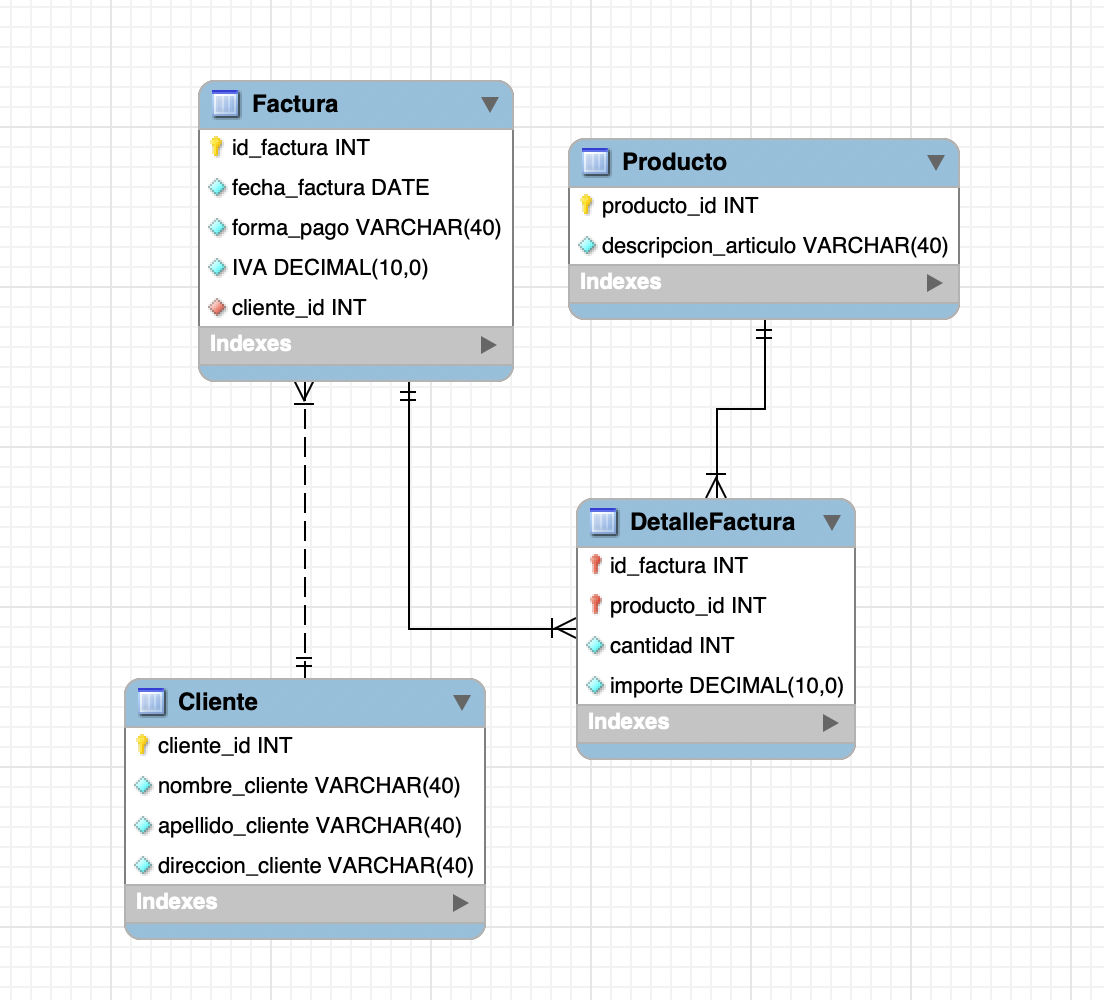 Factura
id_factura INT
fecha_factura DATE
forma_pago VARCHAR(40)
IVA DECIMAL(10,0)
cliente_id INT
Indexes
Producto
producto_id INT
descripcion_articulo VARCHAR(40)
Indexes
DetalleFactura
id_factura INT
producto_id INT
cantidad INT
importe DECIMAL(10,0)
Indexes
Cliente
cliente_id INT
nombre_cliente VARCHAR(40)
apellido_cliente VARCHAR(40)
direccion_cliente VARCHAR(40)
Indexes